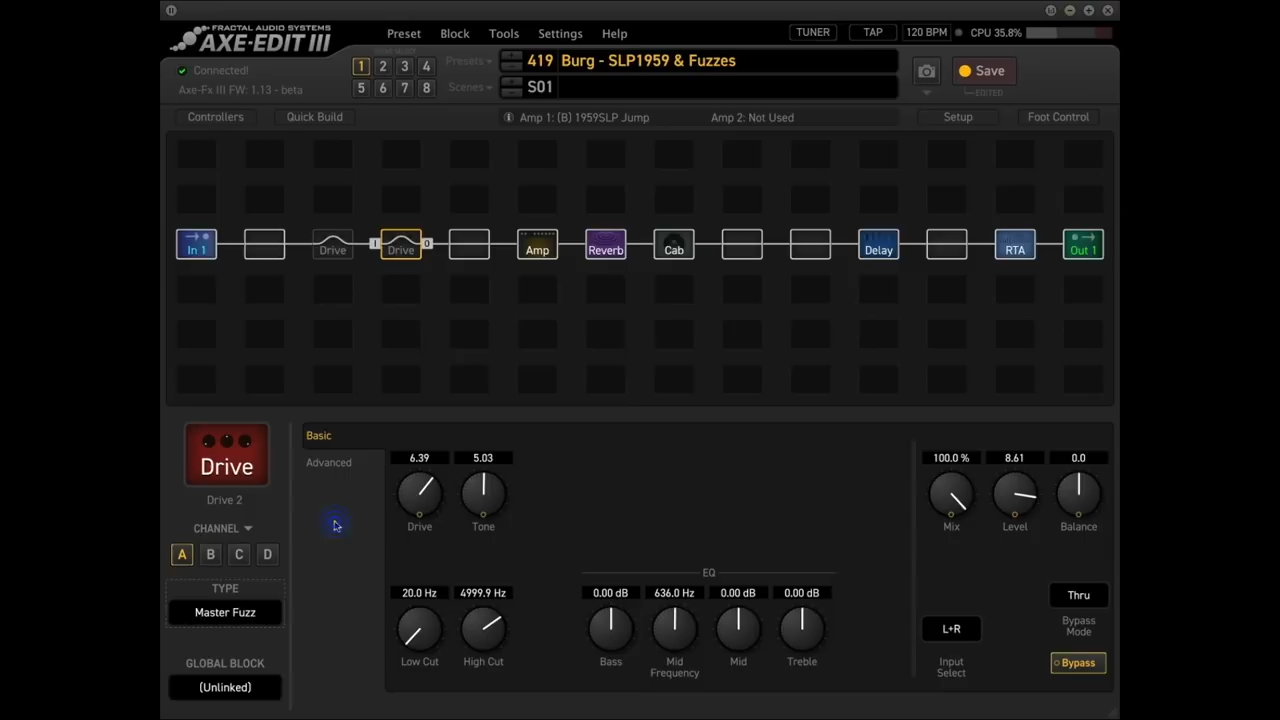 FRACTAL AUDIO SYSTEMS
AXE-EDIT III
Preset Block Tools Settings Help
TUNER TAP 120 BPM CPU 35.8%
Connected!
Axe-Fx III FW: 1.13 - beta
1 2 3 4
5 6 7 8
Presets
419 Burg - SLP1959 & Fuzzes
Scenes
S01
Save
EDITED
Controllers Quick Build
Amp 1: (B) 1959SLP Jump Amp 2: Not Used
Setup Foot Control
In 1 Drive I Drive O Amp Reverb Cab Delay RTA Out 1
Drive
Drive 2
CHANNEL
A B C D
TYPE
Master Fuzz
GLOBAL BLOCK
(Unlinked)
Basic
Advanced
6.39 5.03
Drive Tone
20.0 Hz 4999.9 Hz
Low Cut High Cut
EQ
0.00 dB 636.0 Hz 0.00 dB 0.00 dB
Bass Mid Frequency Mid Treble
100.0 % 8.61 0.0
Mix Level Balance
L+R
Input
Select
Thru
Bypass
Mode
Bypass